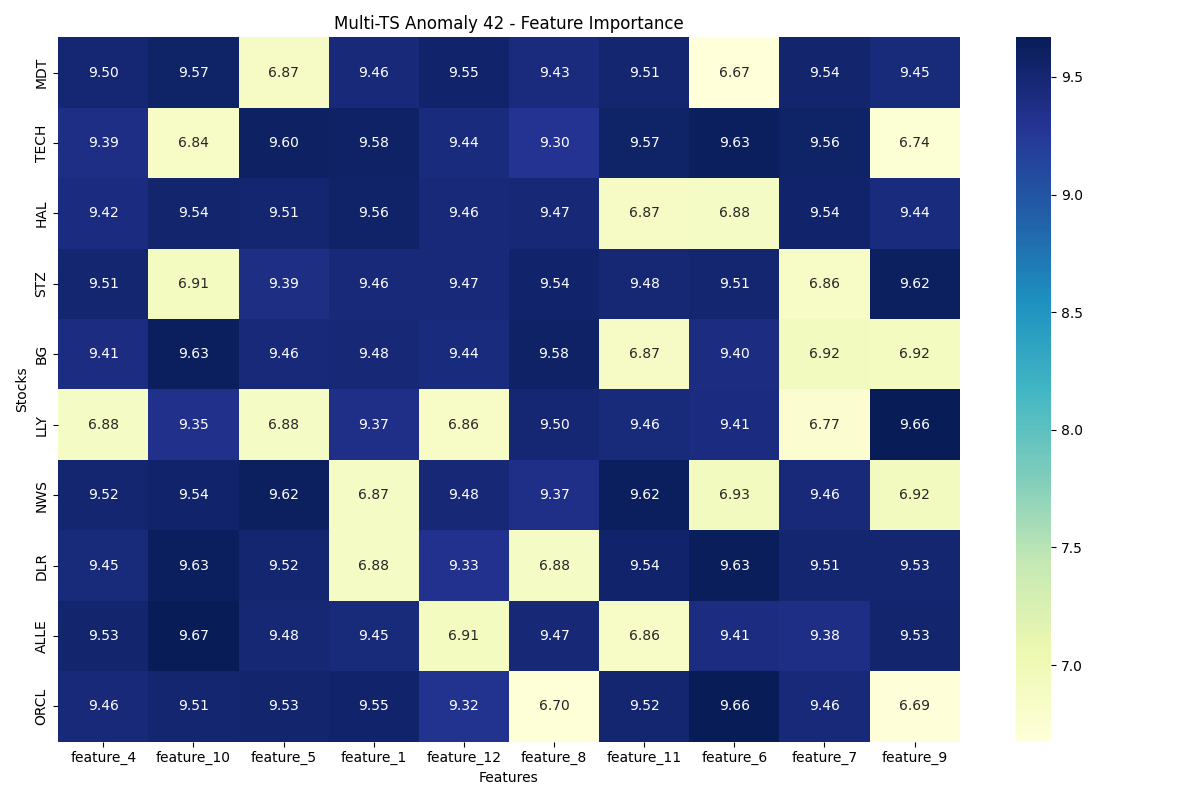 Multi-TS Anomaly 42 - Feature Importance
Stocks
MDT 9.50 9.57 6.87 9.46 9.55 9.43 9.51 6.67 9.54 9.45
TECH 9.39 6.84 9.60 9.58 9.44 9.30 9.57 9.63 9.56 6.74
HAL 9.42 9.54 9.51 9.56 9.46 9.47 6.87 6.88 9.54 9.44
STZ 9.51 6.91 9.39 9.46 9.47 9.54 9.48 9.51 6.86 9.62
BG 9.41 9.63 9.46 9.48 9.44 9.58 6.87 9.40 6.92 6.92
LLY 6.88 9.35 6.88 9.37 6.86 9.50 9.46 9.41 6.77 9.66
NWS 9.52 9.54 9.62 6.87 9.48 9.37 9.62 6.93 9.46 6.92
DLR 9.45 9.63 9.52 6.88 9.33 6.88 9.54 9.63 9.51 9.53
ALLE 9.53 9.67 9.48 9.45 6.91 9.47 6.86 9.41 9.38 9.53
ORCL 9.46 9.51 9.53 9.55 9.32 6.70 9.52 9.66 9.46 6.69
feature_4 feature_10 feature_5 feature_1 feature_12 feature_8 feature_11 feature_6 feature_7 feature_9
Features
9.5
9.0
8.5
8.0
7.5
7.0